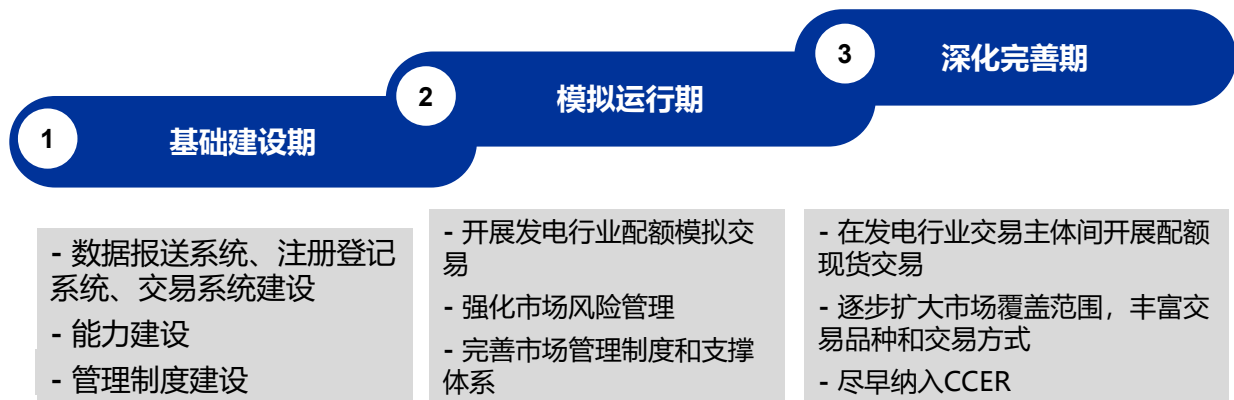 1
基础建设期
2
模拟运行期
3
深化完善期
- 数据报送系统、注册登记
系统、交易系统建设
- 能力建设
- 管理制度建设
- 开展发电行业配额模拟交
易
- 强化市场风险管理
- 完善市场管理制度和支撑
体系
- 在发电行业交易主体间开展配额
现货交易
- 逐步扩大市场覆盖范围，丰富交
易品种和交易方式
- 尽早纳入CCER